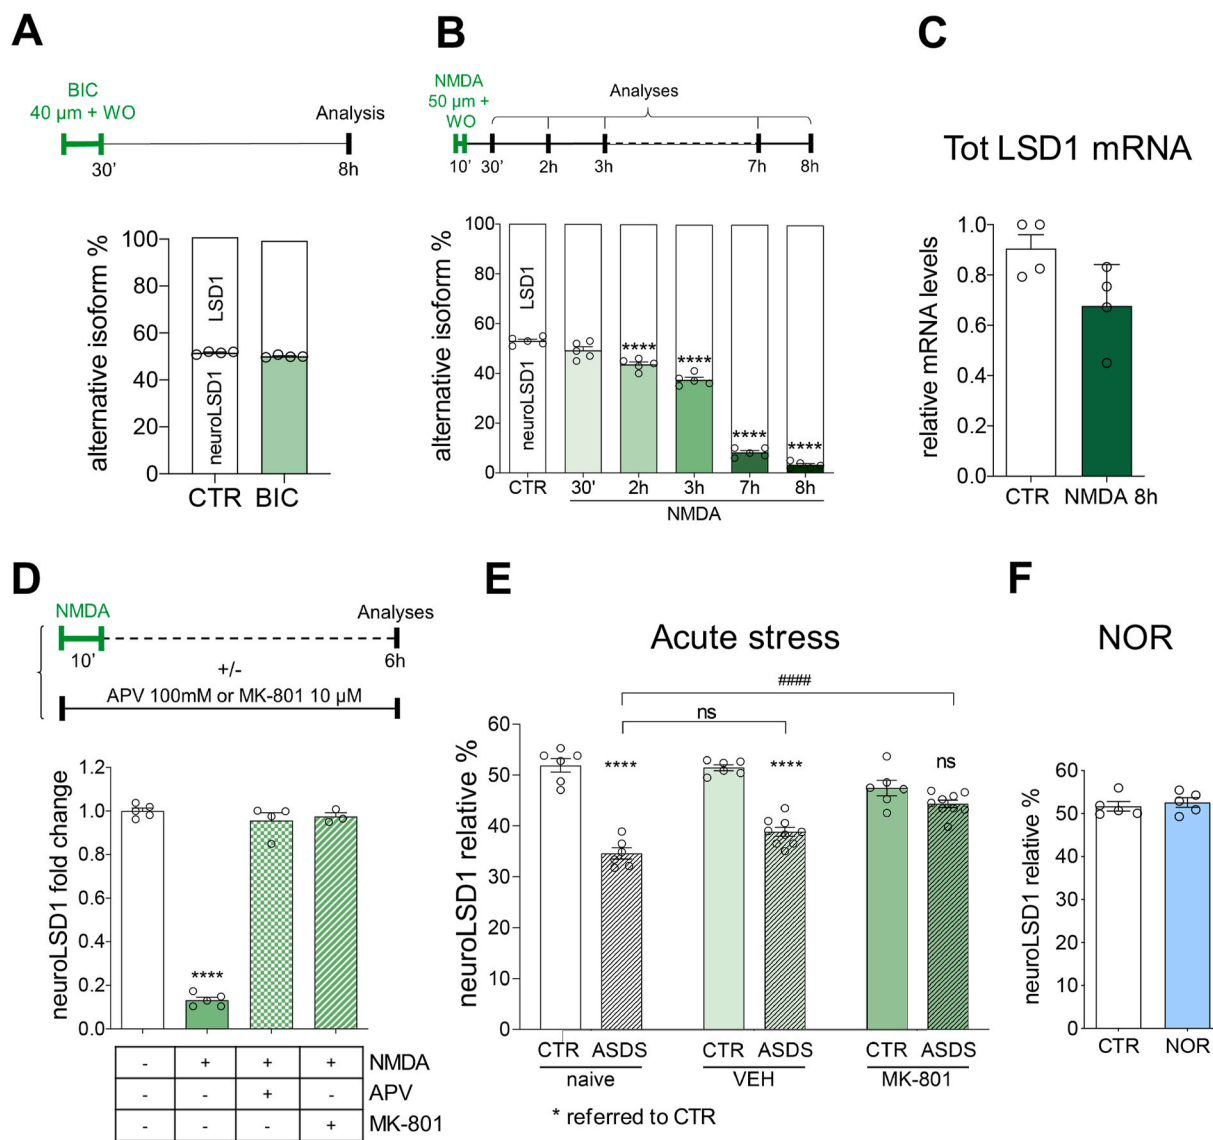 A
BIC
40 µm + WO
Analysis
30'
8h
alternative isoform %
100
80
60
40
20
0
LSD1
neuroLSD1
CTR BIC
B
NMDA
50 µm +
WO
Analyses
10' 30' 2h 3h 7h 8h
alternative isoform %
100
80
60
40
20
0
LSD1
neuroLSD1
**** **** **** ****
CTR 30' 2h 3h 7h 8h
NMDA
C
Tot LSD1 mRNA
relative mRNA levels
1.0
0.8
0.6
0.4
0.2
0.0
CTR NMDA 8h
D
NMDA
Analyses
10' 6h
+/-
APV 100mM or MK-801 10 µM
neuroLSD1 fold change
1.2
1.0
0.8
0.6
0.4
0.2
0.0
****
- + + + NMDA
- - + - APV
- - - + MK-801
E
Acute stress
####
ns
neuroLSD1 relative %
60
50
40
30
20
10
0
**** **** ns
CTR ASDS CTR ASDS CTR ASDS
naive VEH MK-801
* referred to CTR
F
NOR
neuroLSD1 relative %
60
50
40
30
20
10
0
CTR NOR